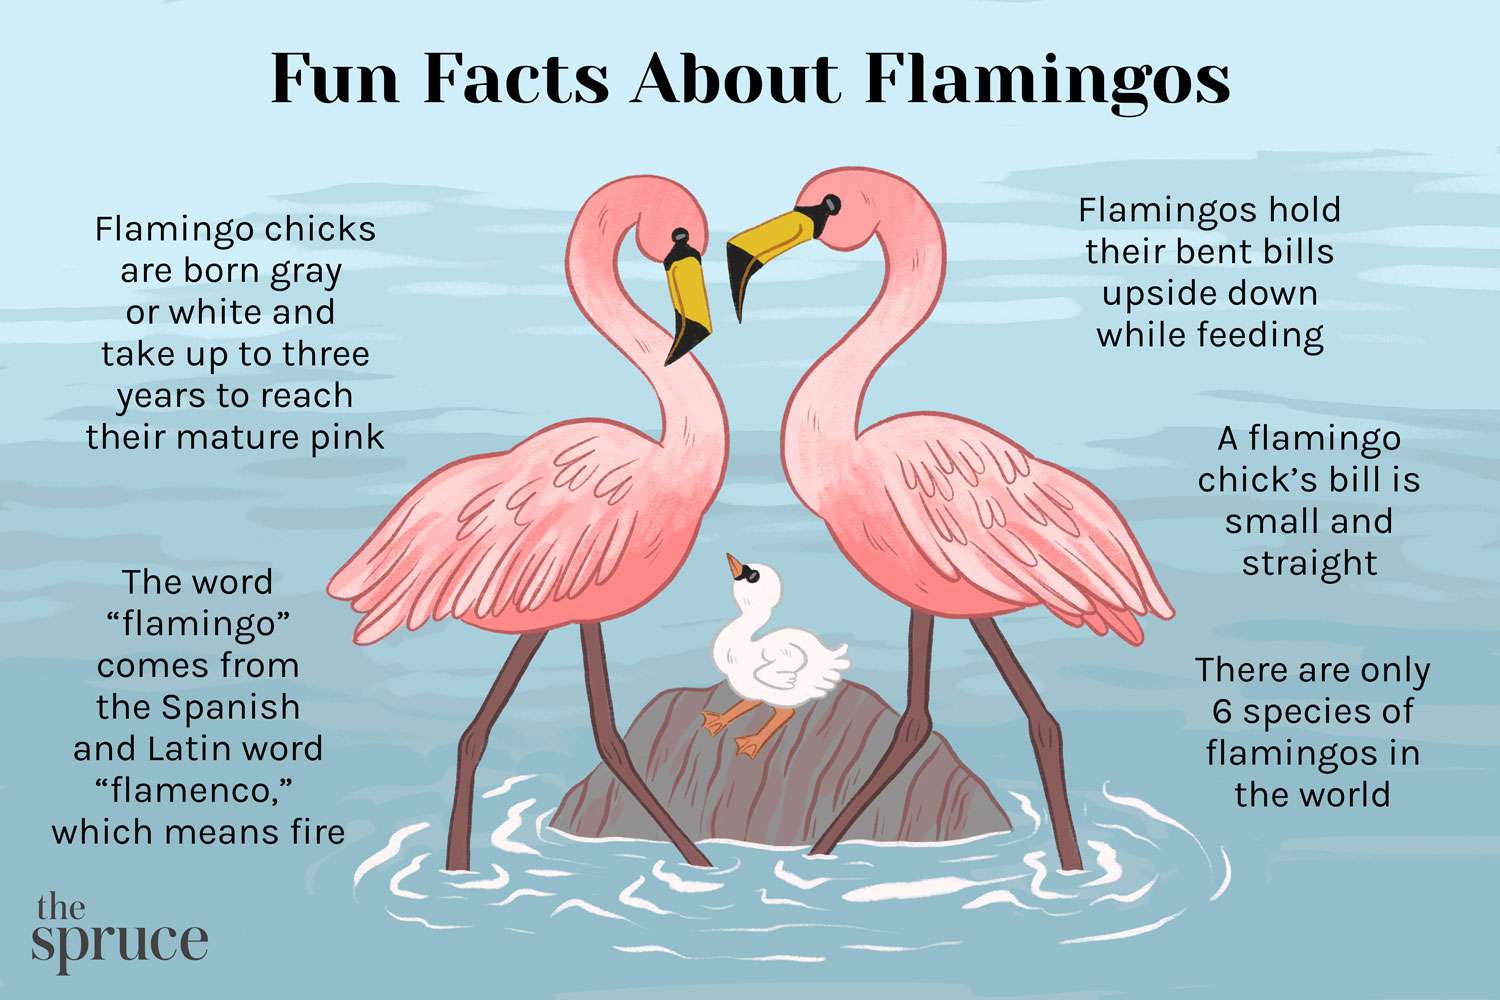 Fun Facts About Flamingos
Flamingo chicks
are born gray
or white and
take up to three
years to reach
their mature pink
The word
“flamingo”
comes from
the Spanish
and Latin word
“flamenco,”
which means fire
Flamingos hold
their bent bills
upside down
while feeding
A flamingo
chick’s bill is
small and
straight
There are only
6 species of
flamingos in
the world
the
spruce